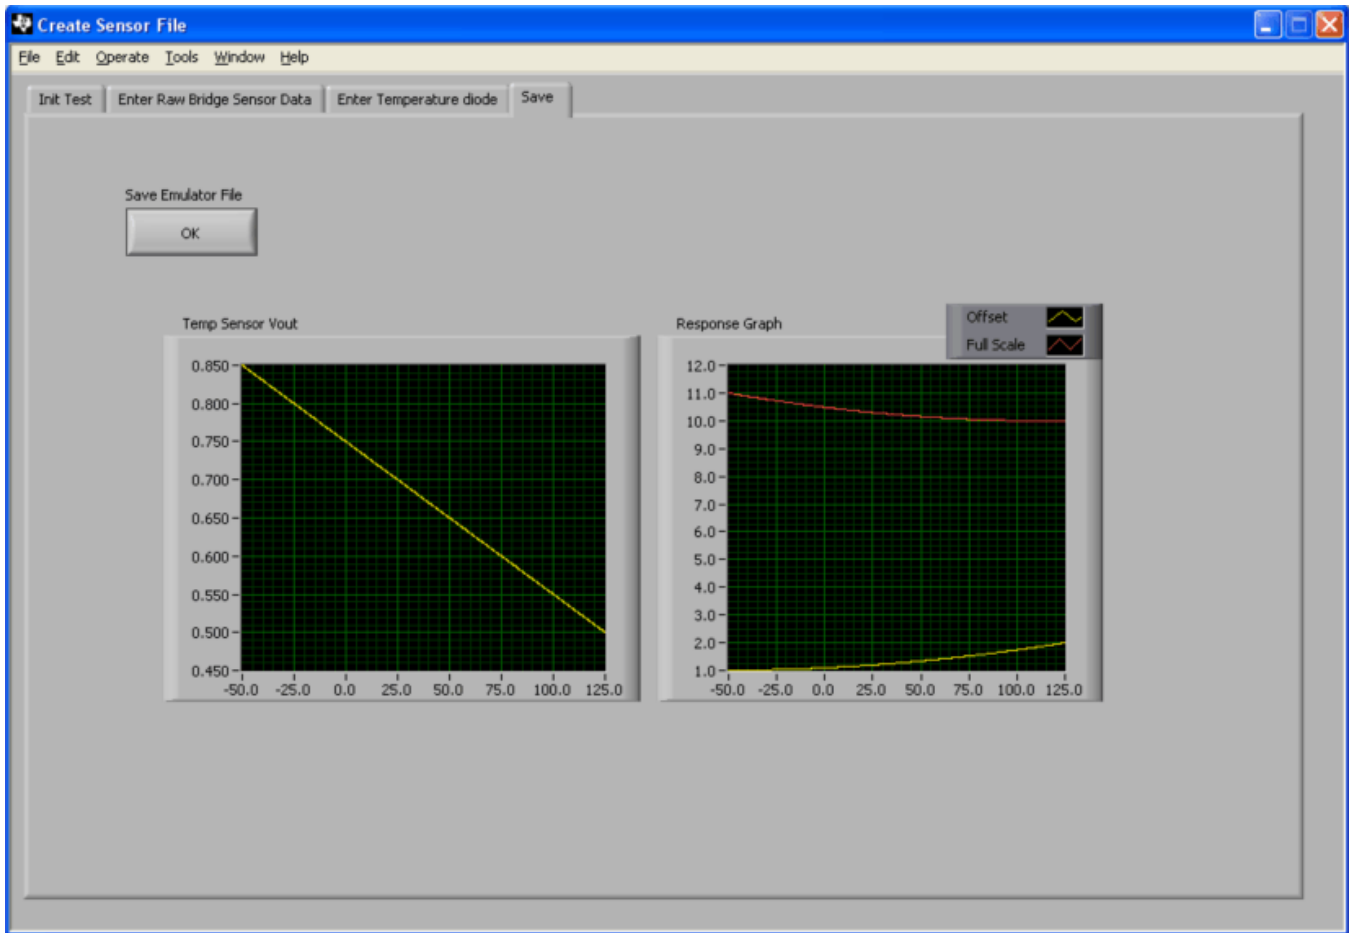 Create Sensor File
File Edit Operate Tools Window Help
Init Test Enter Raw Bridge Sensor Data Enter Temperature diode Save
Save Emulator File
OK
Temp Sensor Vout
0.850
0.800
0.750
0.700
0.650
0.600
0.550
0.500
0.450
-50.0 -25.0 0.0 25.0 50.0 75.0 100.0 125.0
Response Graph
Offset
Full Scale
12.0
11.0
10.0
9.0
8.0
7.0
6.0
5.0
4.0
3.0
2.0
1.0
-50.0 -25.0 0.0 25.0 50.0 75.0 100.0 125.0